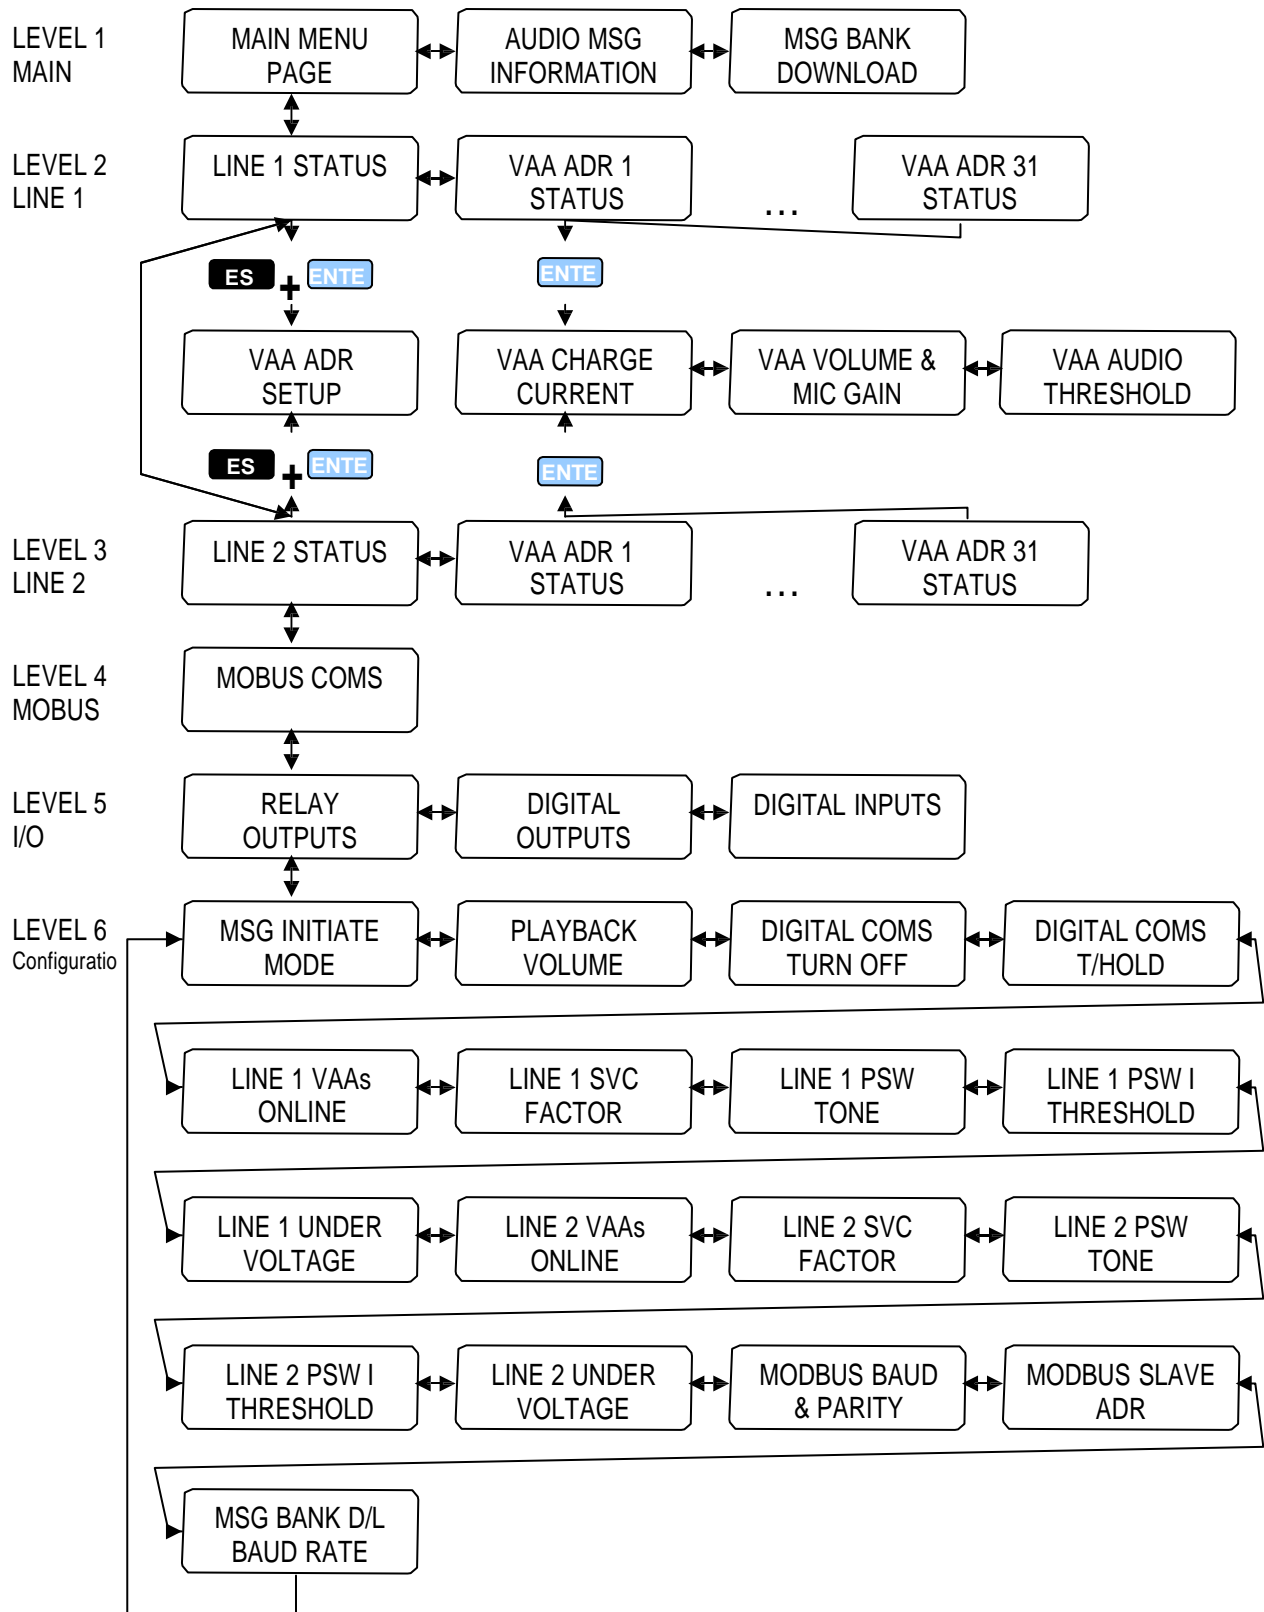 LEVEL 1
MAIN
MAIN MENU
PAGE
AUDIO MSG
INFORMATION
MSG BANK
DOWNLOAD
LEVEL 2
LINE 1
LINE 1 STATUS
VAA ADR 1
STATUS
...
VAA ADR 31
STATUS
ES + ENTE
ENTE
VAA ADR
SETUP
VAA CHARGE
CURRENT
VAA VOLUME &
MIC GAIN
VAA AUDIO
THRESHOLD
ES + ENTE
ENTE
LEVEL 3
LINE 2
LINE 2 STATUS
VAA ADR 1
STATUS
...
VAA ADR 31
STATUS
LEVEL 4
MOBUS
MOBUS COMS
LEVEL 5
I/O
RELAY
OUTPUTS
DIGITAL
OUTPUTS
DIGITAL INPUTS
LEVEL 6
Configuratio
MSG INITIATE
MODE
PLAYBACK
VOLUME
DIGITAL COMS
TURN OFF
DIGITAL COMS
T/HOLD
LINE 1 VAAs
ONLINE
LINE 1 SVC
FACTOR
LINE 1 PSW
TONE
LINE 1 PSW I
THRESHOLD
LINE 1 UNDER
VOLTAGE
LINE 2 VAAs
ONLINE
LINE 2 SVC
FACTOR
LINE 2 PSW
TONE
LINE 2 PSW I
THRESHOLD
LINE 2 UNDER
VOLTAGE
MODBUS BAUD
& PARITY
MODBUS SLAVE
ADR
MSG BANK D/L
BAUD RATE